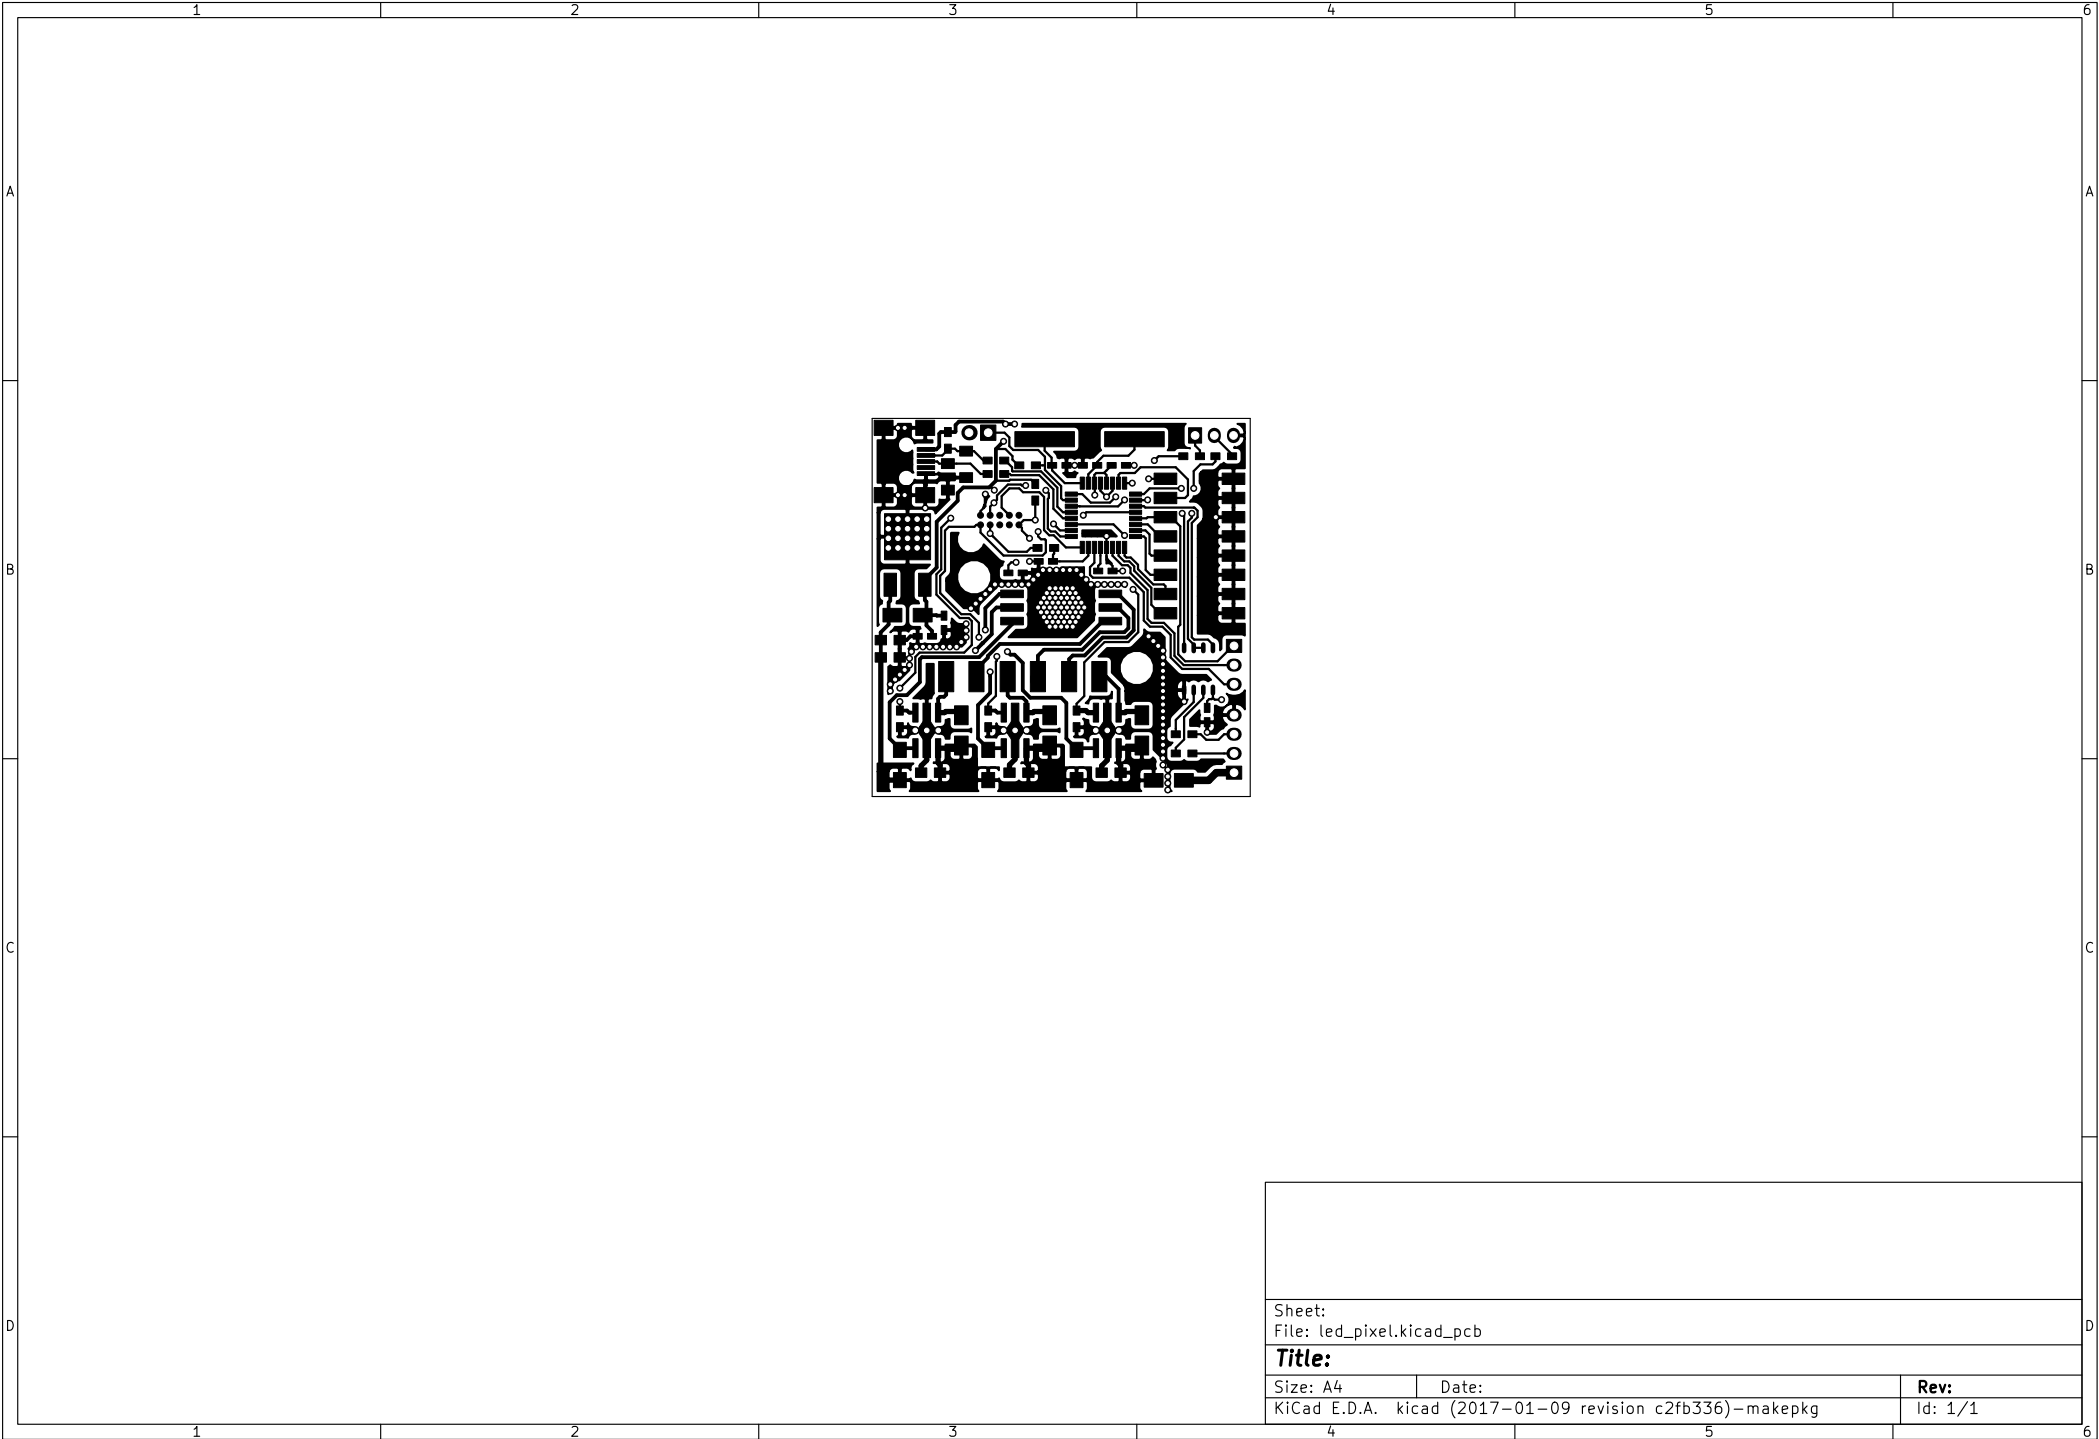 1 2 3 4 5 6
A A
B B
C C
D D
Sheet:
File: led_pixel.kicad_pcb
Title:
Size: A4 Date: Rev:
KiCad E.D.A. kicad (2017-01-09 revision c2fb336)-makepkg Id: 1/1
1 2 3 4 5 6